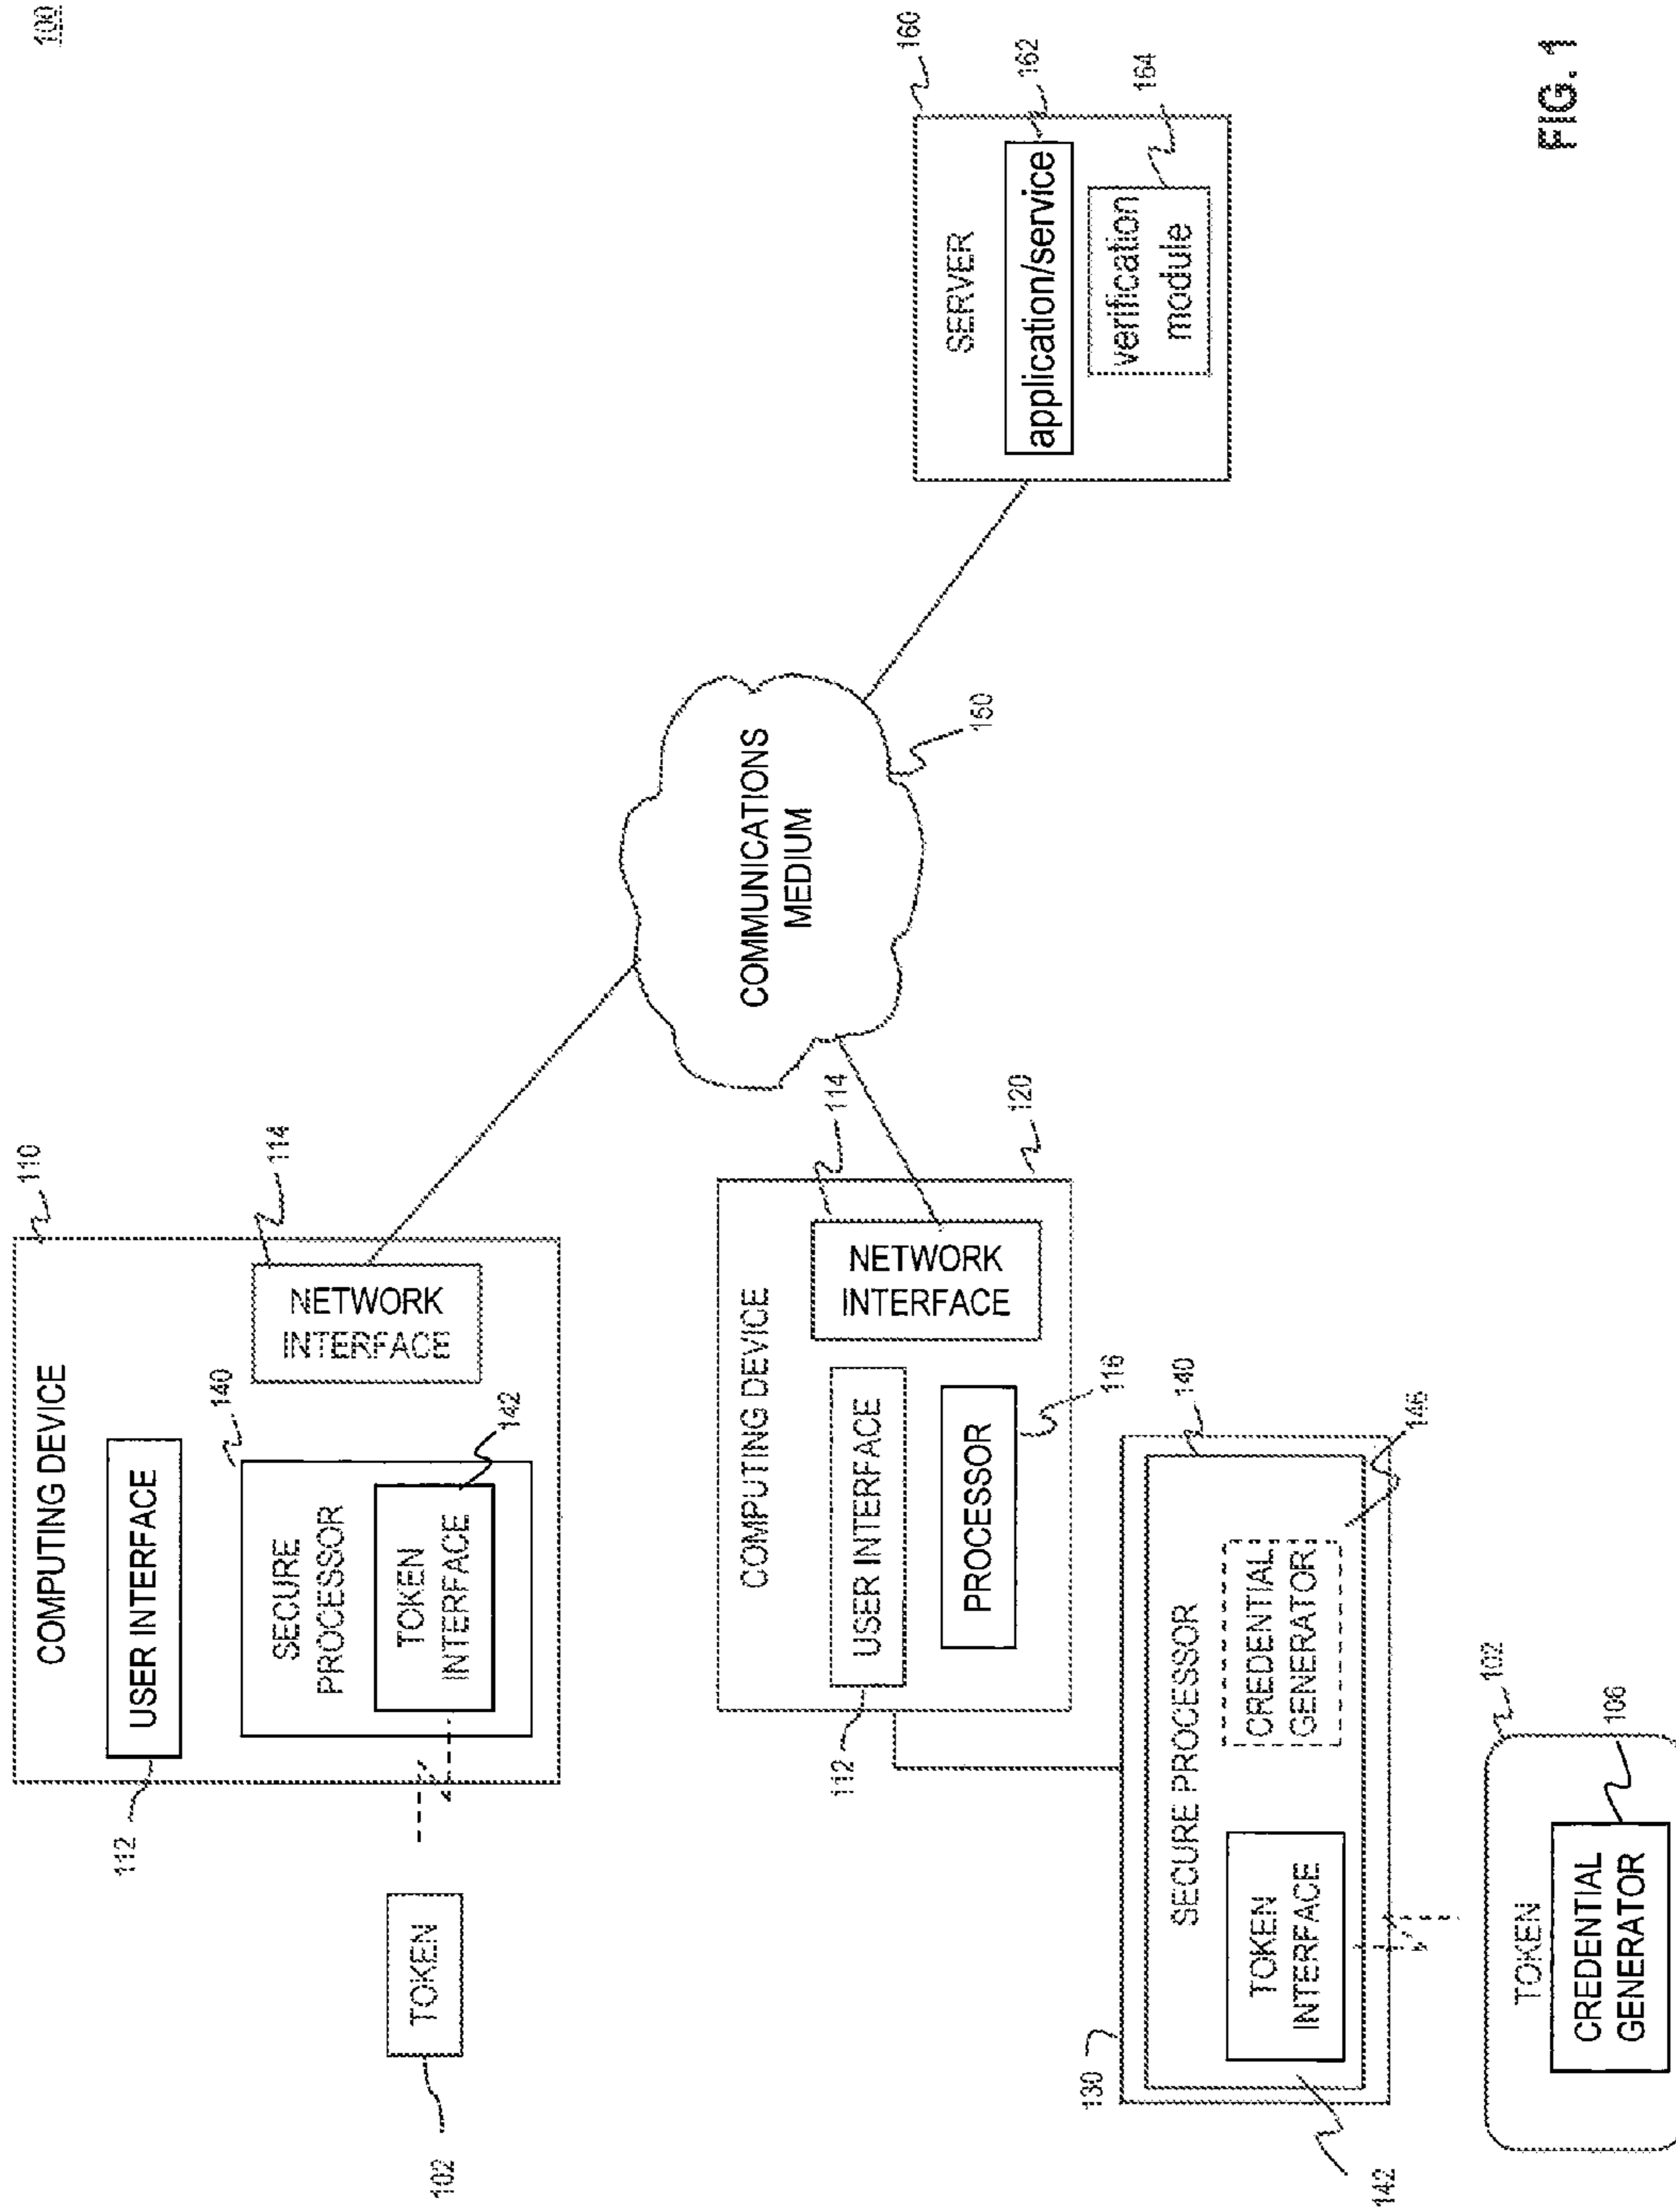 100
110
COMPUTING DEVICE
112
USER INTERFACE
114
NETWORK
INTERFACE
140
SECURE
PROCESSOR
142
TOKEN
INTERFACE
TOKEN
102
COMMUNICATIONS
MEDIUM
150
160
SERVER
162
application/service
164
verification
module
120
COMPUTING DEVICE
114
NETWORK
INTERFACE
112
USER INTERFACE
PROCESSOR
116
130
140
SECURE PROCESSOR
146
CREDENTIAL
GENERATOR
TOKEN
INTERFACE
142
102
TOKEN
106
CREDENTIAL
GENERATOR
FIG. 1